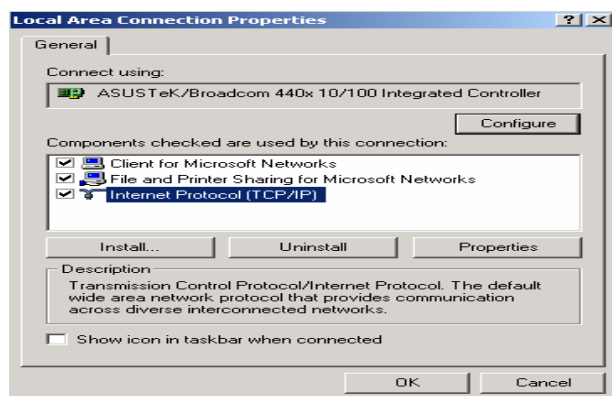 Local Area Connection Properties
General
Connect using:
ASUSTeK/Broadcom 440x 10/100 Integrated Controller
Configure
Components checked are used by this connection:
Client for Microsoft Networks
File and Printer Sharing for Microsoft Networks
Internet Protocol (TCP/IP)
Install... Uninstall Properties
Description
Transmission Control Protocol/Internet Protocol. The default
wide area network protocol that provides communication
across diverse interconnected networks.
Show icon in taskbar when connected
OK Cancel